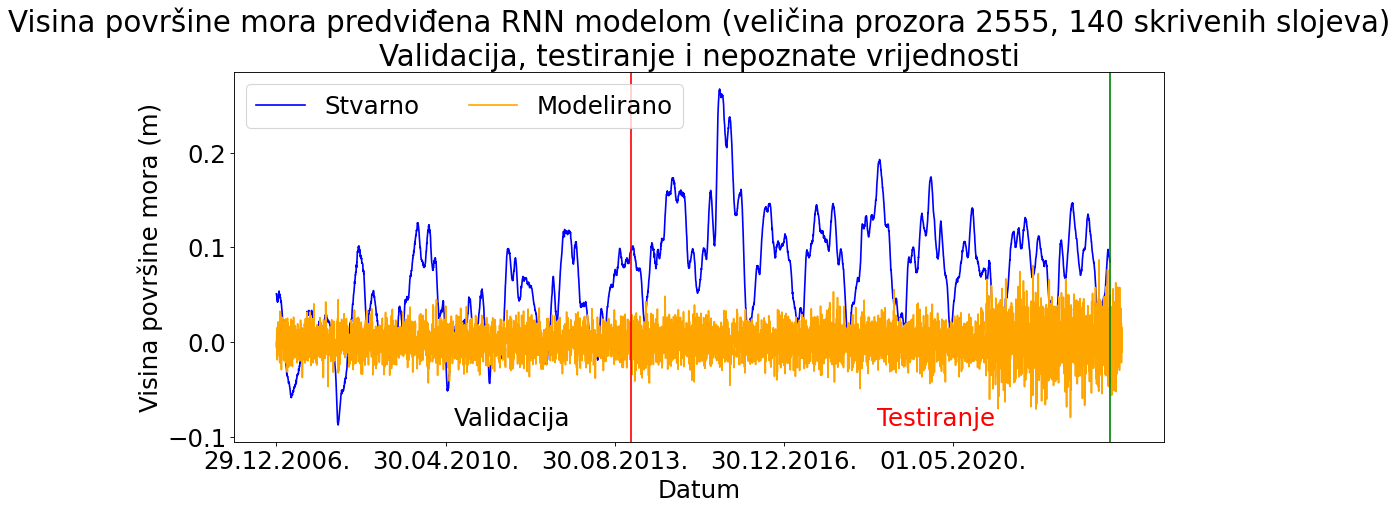 Visina površine mora predviđena RNN modelom (veličina prozora 2555, 140 skrivenih slojeva)
Validacija, testiranje i nepoznate vrijednosti
Stvarno
Modelirano
Visina površine mora (m)
0.2
0.1
0.0
−0.1
Validacija
Testiranje
29.12.2006.
30.04.2010.
30.08.2013.
30.12.2016.
01.05.2020.
Datum